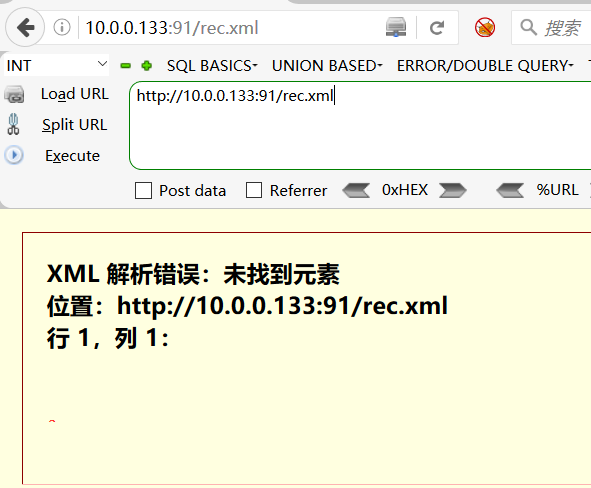 10.0.0.133:91/rec.xml
搜索
INT
SQL BASICS
UNION BASED
ERROR/DOUBLE QUERY
Load URL
http://10.0.0.133:91/rec.xml
Split URL
Execute
Post data
Referrer
0xHEX
%URL
XML 解析错误：未找到元素
位置：http://10.0.0.133:91/rec.xml
行 1，列 1：